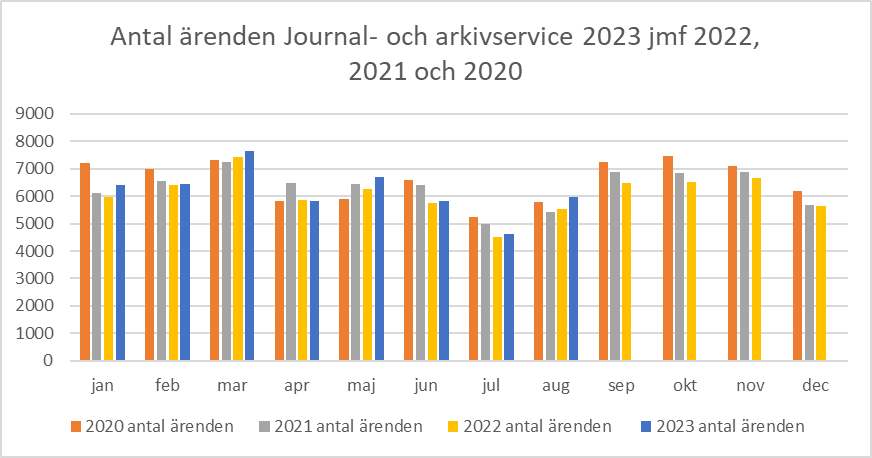 Antal ärenden Journal- och arkivservice 2023 jmf 2022,
2021 och 2020
9000
8000
7000
6000
5000
4000
3000
2000
1000
0
jan feb mar apr maj jun jul aug sep okt nov dec
2020 antal ärenden 2021 antal ärenden 2022 antal ärenden 2023 antal ärenden